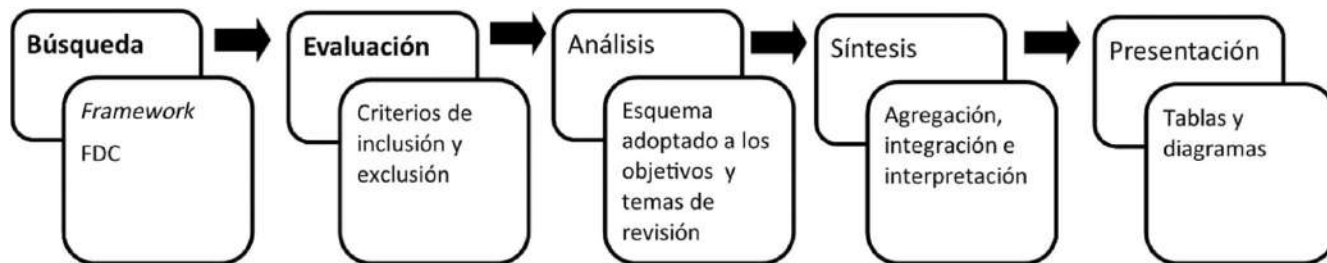 Búsqueda
Framework
FDC
Evaluación
Criterios de
inclusión y
exclusión
Análisis
Esquema
adoptado a los
objetivos y
temas de
revisión
Síntesis
Agregación,
integración e
interpretación
Presentación
Tablas y
diagramas